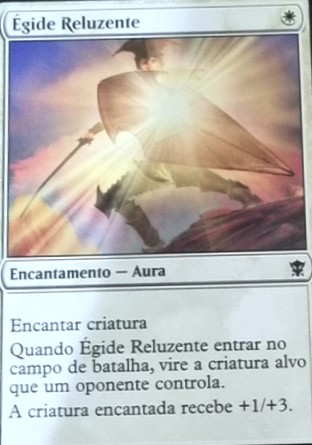 Égide Reluzente
Encantamento — Aura
Encantar criatura
Quando Égide Reluzente entrar no
campo de batalha, vire a criatura alvo
que um oponente controla.
A criatura encantada recebe +1/+3.